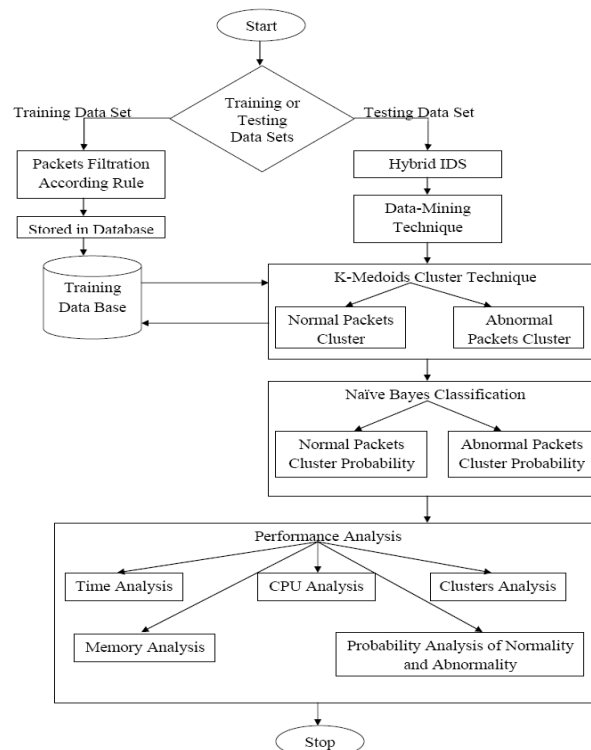 Start
Training or
Testing
Data Sets
Training Data Set
Testing Data Set
Packets Filtration
According Rule
Stored in Database
Training
Data Base
Hybrid IDS
Data-Mining
Technique
K-Medoids Cluster Technique
Normal Packets
Cluster
Abnormal
Packets Cluster
Naïve Bayes Classification
Normal Packets
Cluster Probability
Abnormal Packets
Cluster Probability
Performance Analysis
Time Analysis
CPU Analysis
Clusters Analysis
Memory Analysis
Probability Analysis of Normality
and Abnormality
Stop